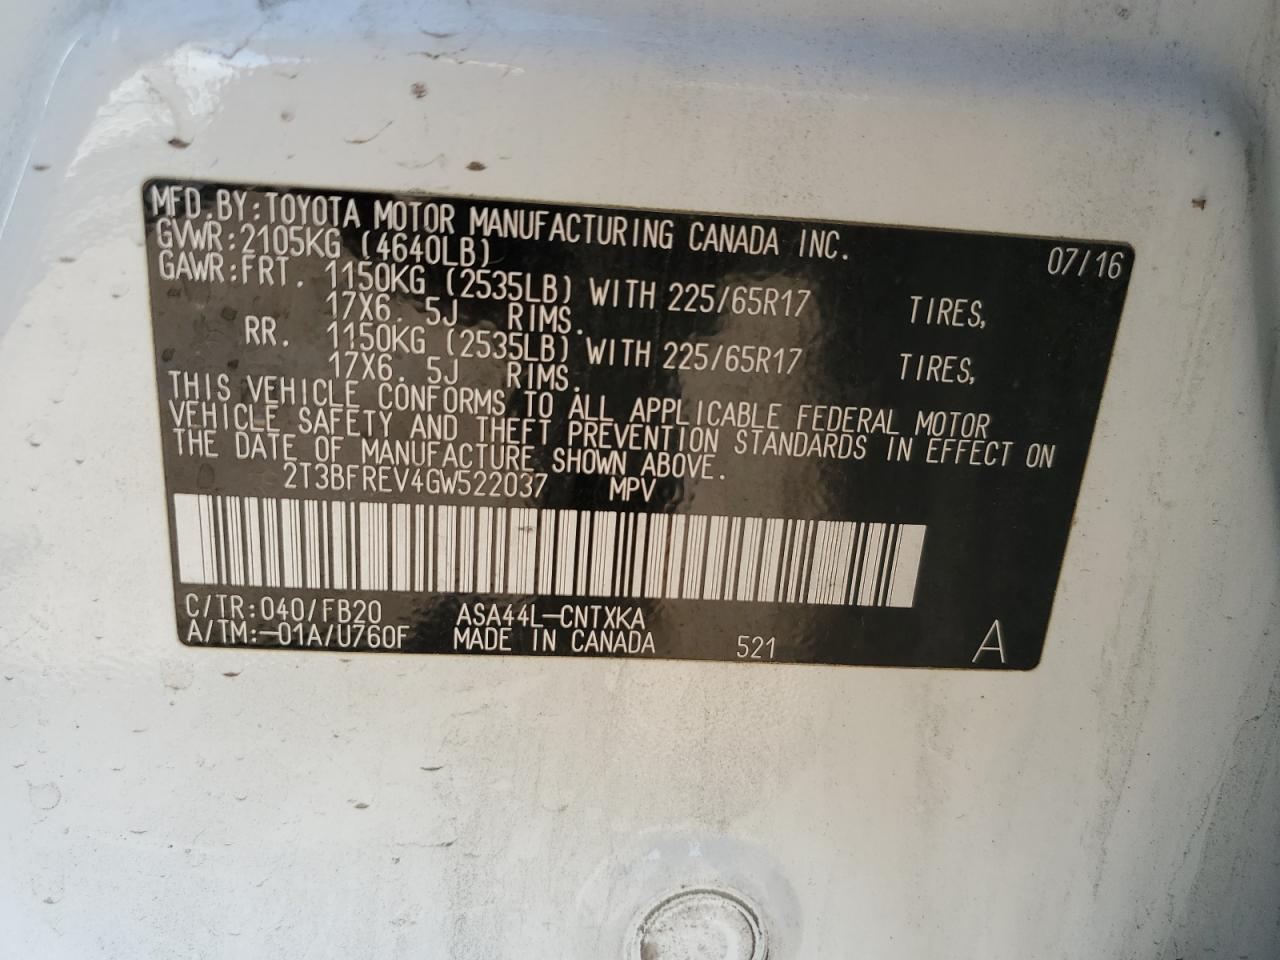 MFD.BY:TOYOTA MOTOR MANUFACTURING CANADA INC. 07/16
GVWR:2105KG (4640LB)
GAWR:FRT. 1150KG (2535LB) WITH 225/65R17 TIRES,
17X6.5J RIMS.
RR. 1150KG (2535LB) WITH 225/65R17 TIRES,
17X6.5J RIMS.
THIS VEHICLE CONFORMS TO ALL APPLICABLE FEDERAL MOTOR
VEHICLE SAFETY AND THEFT PREVENTION STANDARDS IN EFFECT ON
THE DATE OF MANUFACTURE SHOWN ABOVE.
2T3BFREV4GW522037 MPV
C/TR:040/FB20 ASA44L-CNTXKA
A/TM:-01A/U760F MADE IN CANADA 521 A